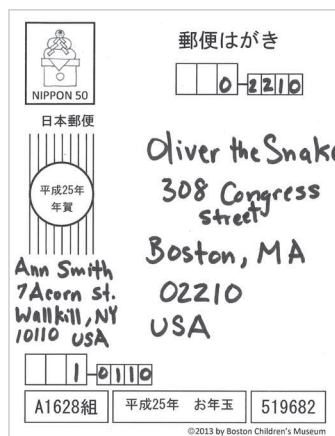 NIPPON 50
日本郵便
平成25年
年賀
郵便はがき
0-2210
Oliver the Snake
308 Congress
street
Boston, MA
02210
USA
Ann Smith
7 Acorn St.
Wallkill, NY
10110 USA
1-0110
A1628組
平成25年 お年玉
519682
©2013 by Boston Children's Museum